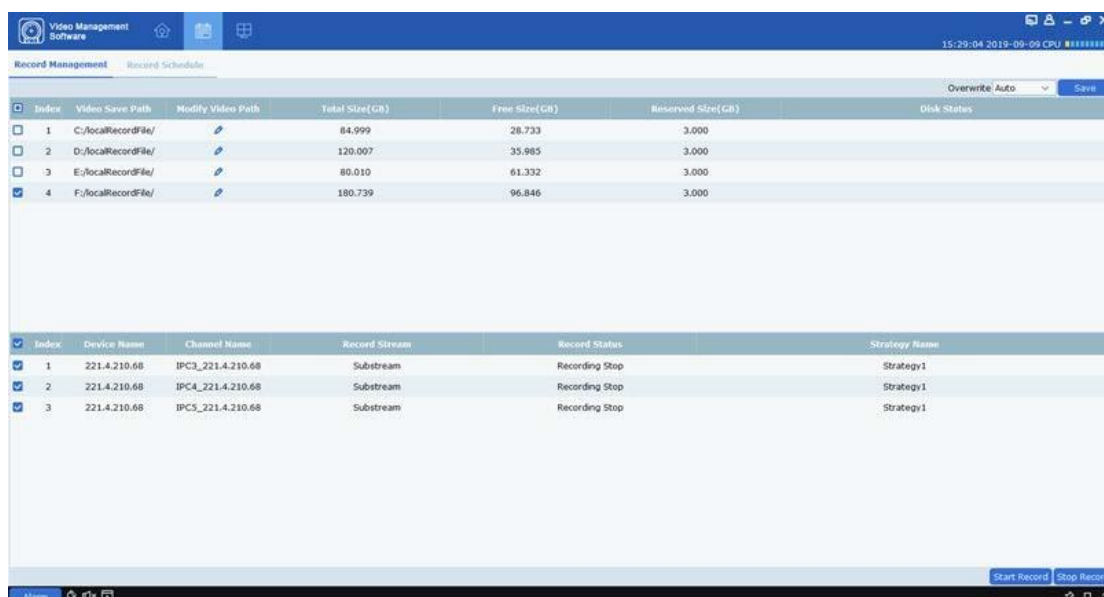 Video Management
Software
15:29:04 2019-09-09 CPU
Record Management Record Schedule
Overwrite Auto Save
Index Video Save Path Modify Video Path Total Size(GB) Free Size(GB) Reserved Size(GB) Disk Status
1 C:/localRecordFile/ 84.999 28.733 3.000
2 D:/localRecordFile/ 120.007 35.985 3.000
3 E:/localRecordFile/ 80.010 61.332 3.000
4 F:/localRecordFile/ 180.739 96.846 3.000
Index Device Name Channel Name Record Stream Record Status Strategy Name
1 221.4.210.68 IPC3_221.4.210.68 Substream Recording Stop Strategy1
2 221.4.210.68 IPC4_221.4.210.68 Substream Recording Stop Strategy1
3 221.4.210.68 IPC5_221.4.210.68 Substream Recording Stop Strategy1
Start Record Stop Recor
Alarm